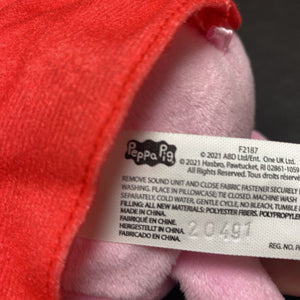 Peppa Pig
F2187
© 2021 ABD Ltd/Ent. One UK Ltd.
© 2021 Hasbro, Pawtucket, RI 02861-1059
All Rights Reserved. Tous droits
REMOVE SOUND UNIT AND CLOSE FABRIC FASTENER SECURELY
WASHING. PLACE IN PILLOWCASE; TIE CLOSED. MACHINE WASH
SEPARATELY, COLD WATER, GENTLE CYCLE, NO BLEACH, TUMBLE
FILLING: ALL NEW MATERIALS: POLYESTER FIBERS, POLYPROPYLE
MADE IN CHINA.
FABRIQUÉ EN CHINE.
HERGESTELLT IN CHINA
FABRICADO EN CHINA.
20491
REG. NO.